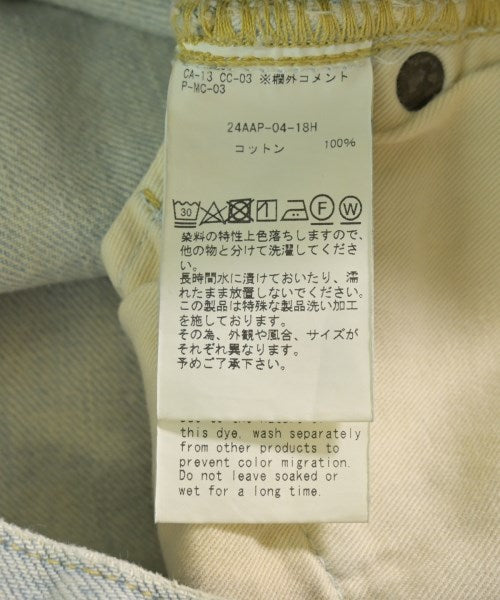 CA-13 CC-03 ※欄外コメント
P-MC-03
24AAP-04-18H
コットン 100%
30 F W
染料の特性上色落ちしますので、
他の物と分けて洗濯してくださ
い。
長時間水に漬けておいたり、濡
れたまま放置しないでください。
この製品は特殊な製品洗い加工
を施しております。
その為、外観や風合、サイズが
それぞれ異なります。
予めご了承下さい。
this dye, wash separately
from other products to
prevent color migration.
Do not leave soaked or
wet for a long time.